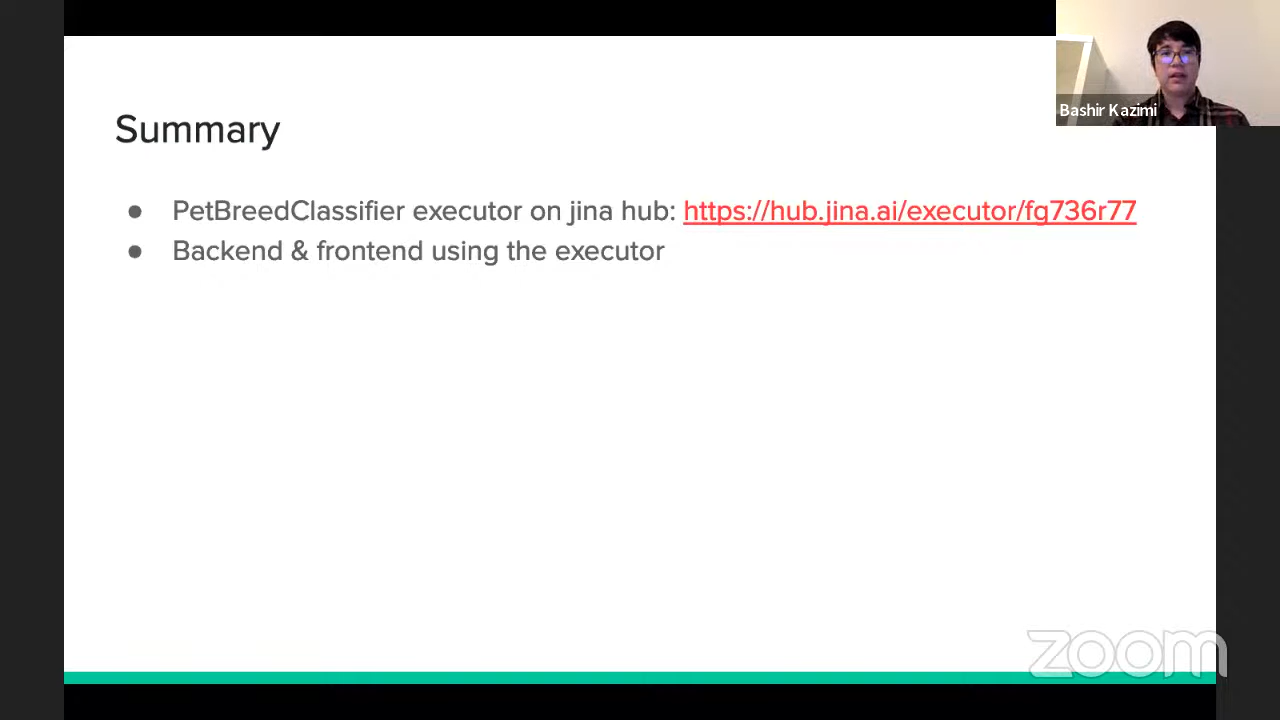 Bashir Kazimi
Summary
● PetBreedClassifier executor on jina hub: https://hub.jina.ai/executor/fg736r77
● Backend & frontend using the executor
zoom